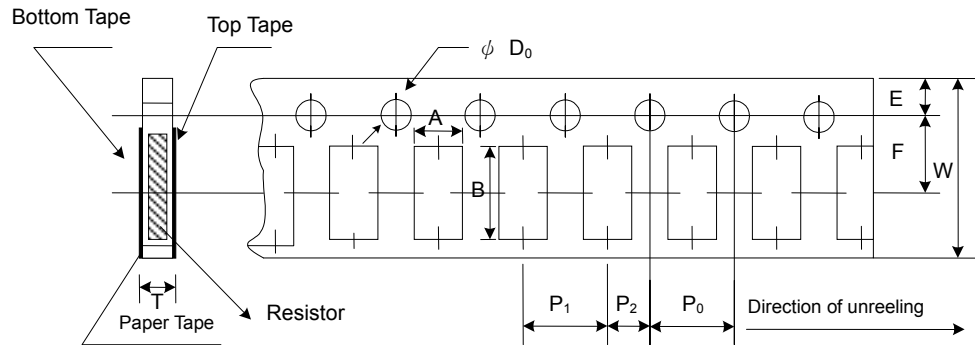 Bottom Tape
Top Tape
ψ D₀
E
A
F
W
B
P₁
P₂
P₀
Direction of unreeling
T
Resistor
Paper Tape